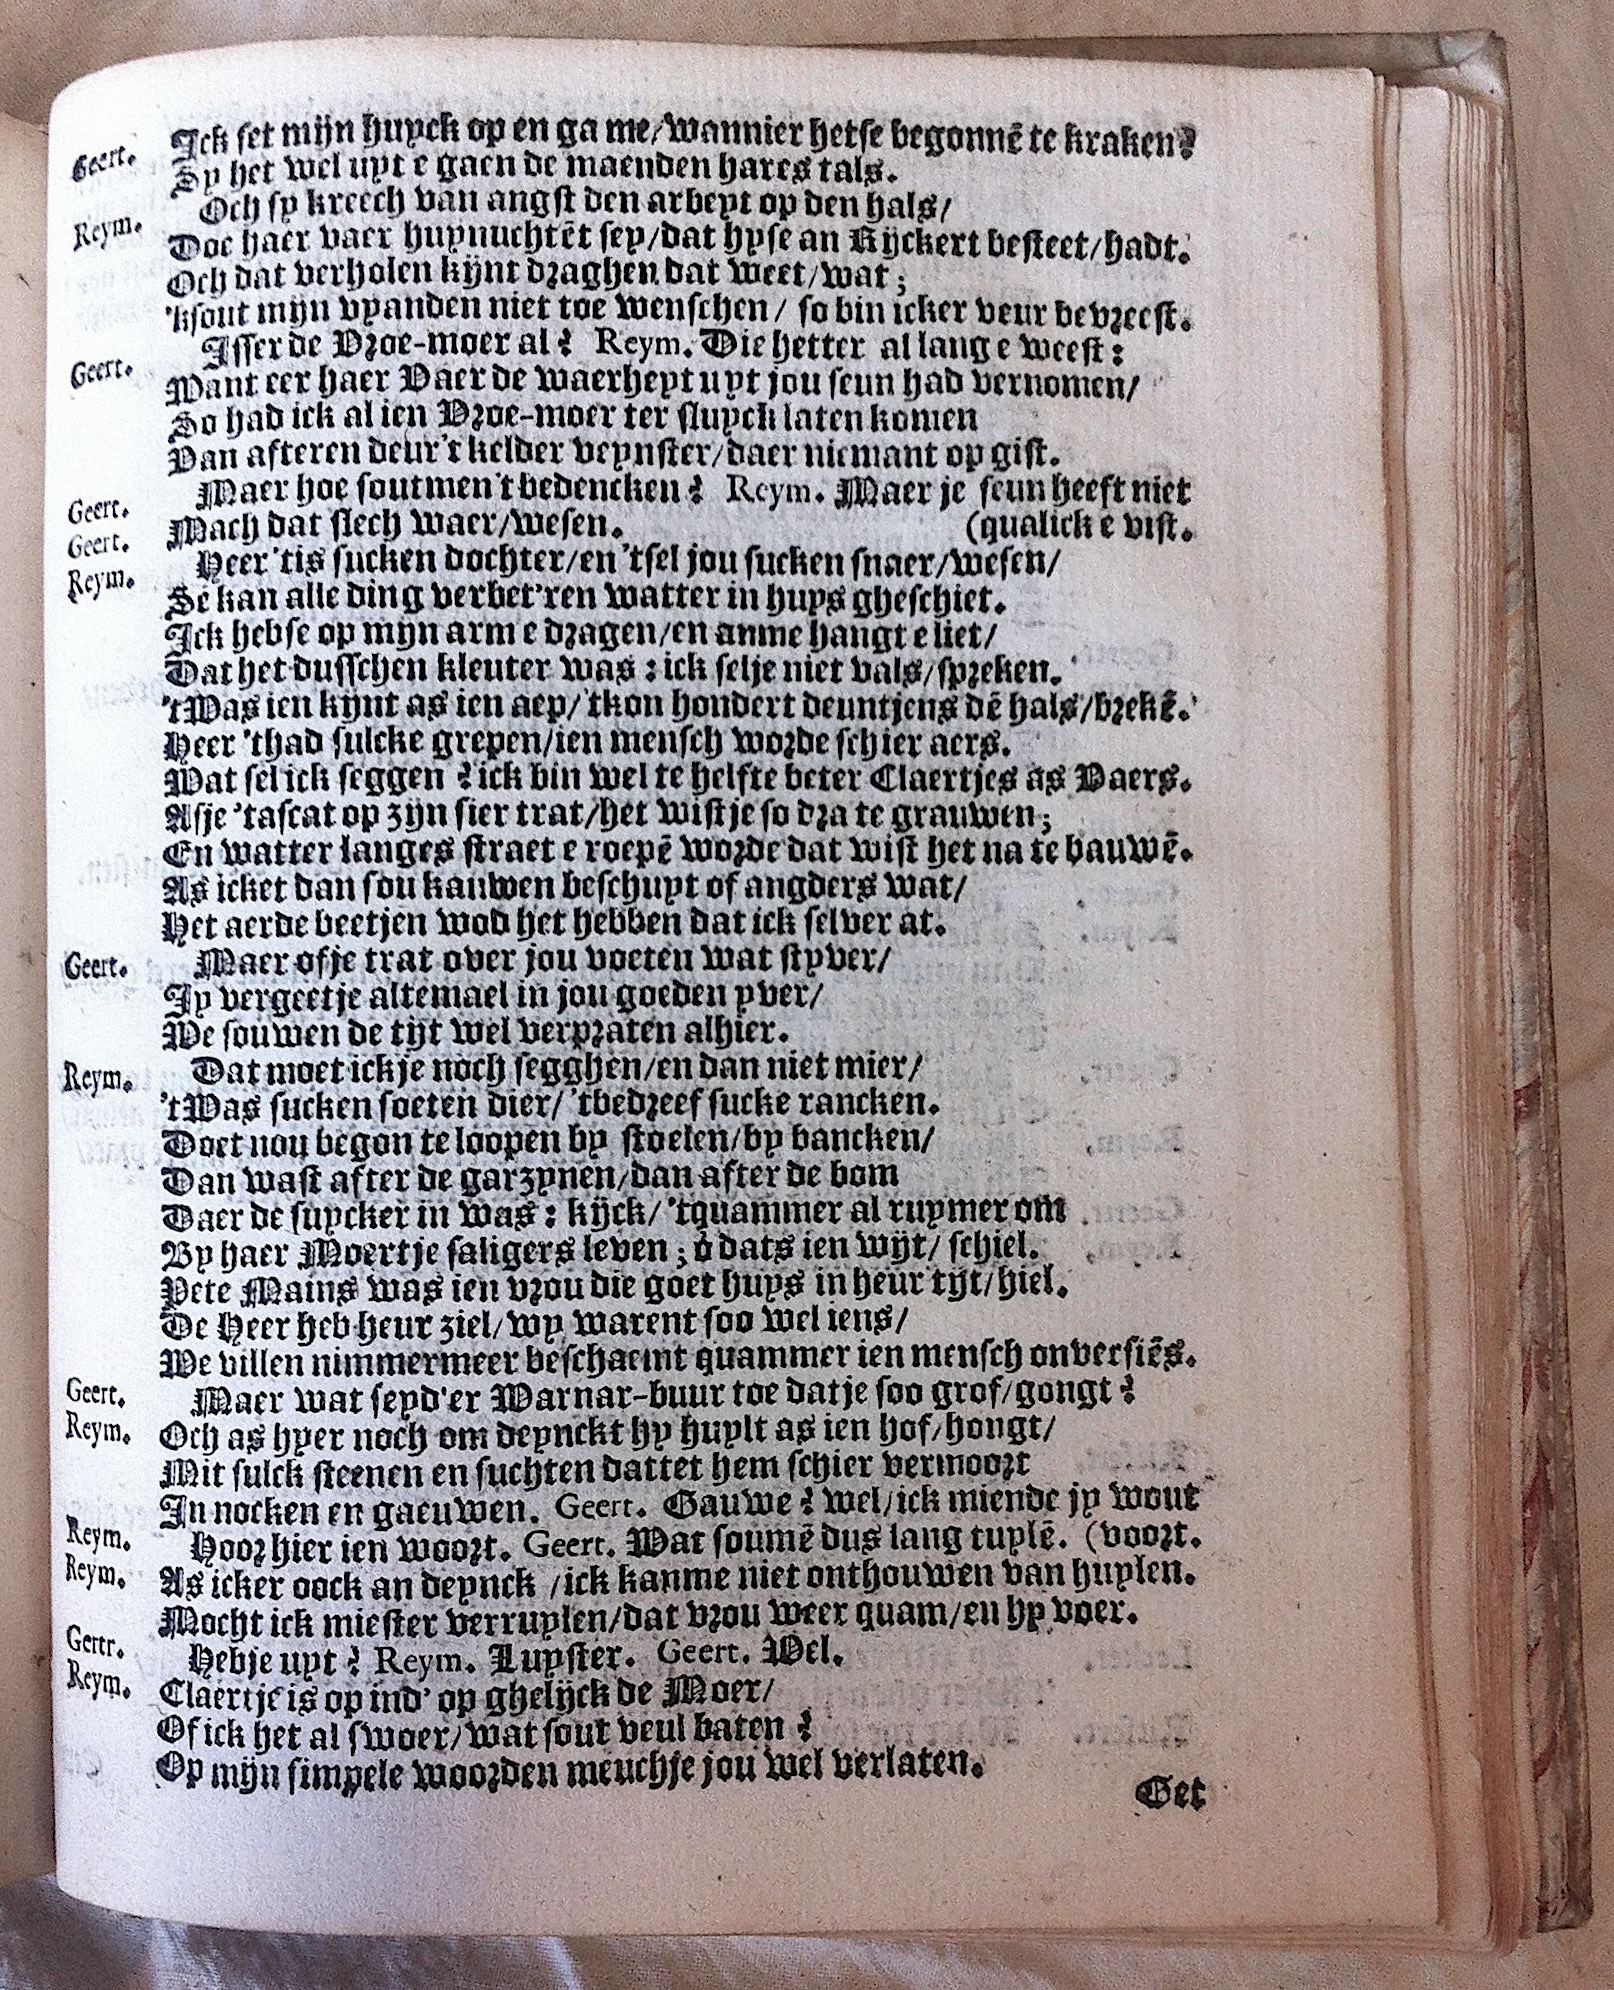 Ick set mijn huyck op en ga me/wannier hetse begonnē te kraken?
Geert. Sy het wel uyt e gaen de maenden hares tals.
Och sy kreech van angst den arbeyt op den hals/
Reym. Doe haer vaer huynuchtēt sey/dat hyse an Rijckert besteet/hadt.
Och dat verholen kijnt draghen dat weet/wat;
'ksout mijn vyanden niet toe wenschen/ so bin icker veur bevreest.
Geert. Isser de Vroe-moer al? Reym. Die hetter al lang e weest:
Want eer haer Vaer de waerheyt uyt jou seun had vernomen/
So had ick al ien Vroe-moer ter sluyck laten komen
Van afteren deur't kelder veynster/daer niemant op gist.
Geert. Maer hoe soutmen't bedencken? Reym. Maer je seun heeft niet
Geert. Mach dat slech waer/wesen. (qualick e vist.
Reym. Heer 'tis sucken dochter/en 'tsel jou sucken snaer/wesen/
Se kan alle ding verbet'ren watter in huys gheschiet.
Ick hebse op mijn arm e dragen/en anme hangt e liet/
Dat het dusschen kleuter was: ick selje niet vals/spreken.
'tWas ien kijnt as ien aep/'tkon hondert deuntjens dē hals/brekē.
Heer 'thad sulcke grepen/ien mensch worde schier aers.
Wat sel ick seggen? ick bin wel te helfte beter Claertjes as Vaers.
Asje 'tascat op zijn sier trat/het wistje so dra te grauwen;
En watter langes straet e roepē worde dat wist het na te bauwē.
As icket dan sou kauwen beschuyt of angders wat/
Het aerde beetjen wod het hebben dat ick selver at.
Geert. Maer ofje trat over jou voeten wat styver/
Jy vergeetje altemael in jou goeden yver/
We souwen de tijt wel verpraten alhier.
Reym. Dat moet ickje noch segghen/en dan niet mier/
'tWas sucken soeten dier/'tbedreef sucke rancken.
Doet nou begon te loopen by stoelen/by bancken/
Dan wast after de garzynen/dan after de bom
Daer de suycker in was: kijck/'tquammer al ruymer om
By haer Moertje saligers leven; ô dats ien wijt/schiel.
Pete Mains was ien vrou die goet huys in heur tijt/hiel.
De Heer heb heur ziel/wy warent soo wel iens/
We villen nimmermeer beschaemt quammer ien mensch onversiēs.
Geert. Maer wat seyd'er Warnar-buur toe datje soo grof/gongt?
Reym. Och as hyer noch om deynckt hy huylt as ien hof/hongt/
Mit sulck steenen en suchten dattet hem schier vermoort
In nocken en gaeuwen. Geert. Gauwe? wel/ick miende jy wout
Reym. Hoor hier ien woort. Geert. Wat soumē dus lang tuylē. (voort.
Reym. As icker oock an deynck /ick kanme niet onthouwen van huylen.
Mocht ick miester verruylen/dat vrou weer quam/en hy voer.
Gertr. Hebje uyt? Reym. Luyster. Geert. Wel.
Reym. Claertje is op ind' op ghelijck de Moer/
Of ick het al swoer/wat sout veul baten?
Op mijn simpele woorden meuchje jou wel verlaten.
Get